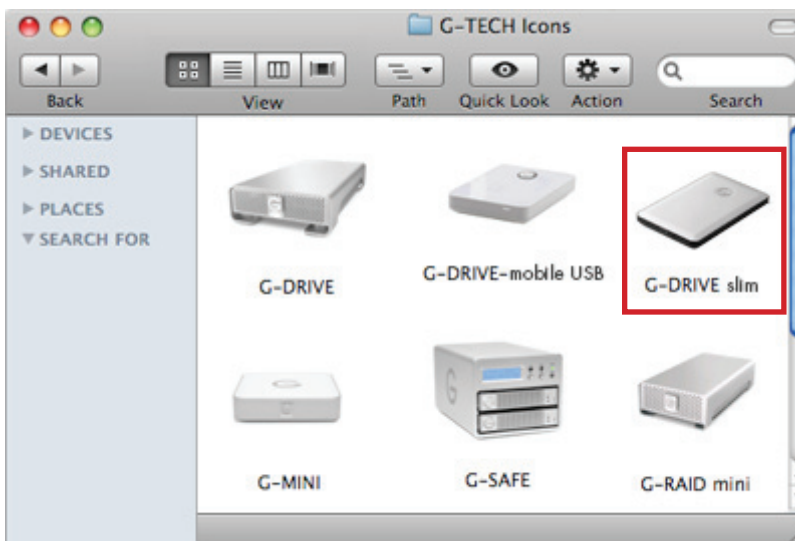 G-TECH Icons
Back View Path Quick Look Action Search
DEVICES
SHARED
PLACES
SEARCH FOR
G-DRIVE G-DRIVE-mobile USB G-DRIVE slim
G-MINI G-SAFE G-RAID mini